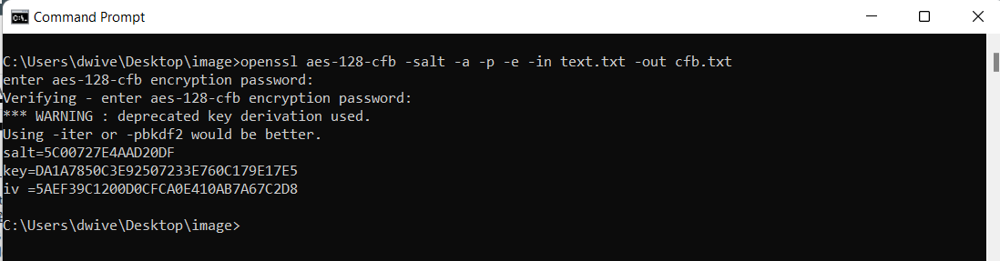 Command Prompt
C:\Users\dwive\Desktop\image>openssl aes-128-cfb -salt -a -p -e -in text.txt -out cfb.txt
enter aes-128-cfb encryption password:
Verifying - enter aes-128-cfb encryption password:
*** WARNING : deprecated key derivation used.
Using -iter or -pbkdf2 would be better.
salt=5C00727E4AAD20DF
key=DA1A7850C3E92507233E760C179E17E5
iv =5AEF39C1200D0CFCA0E410AB7A67C2D8
C:\Users\dwive\Desktop\image>